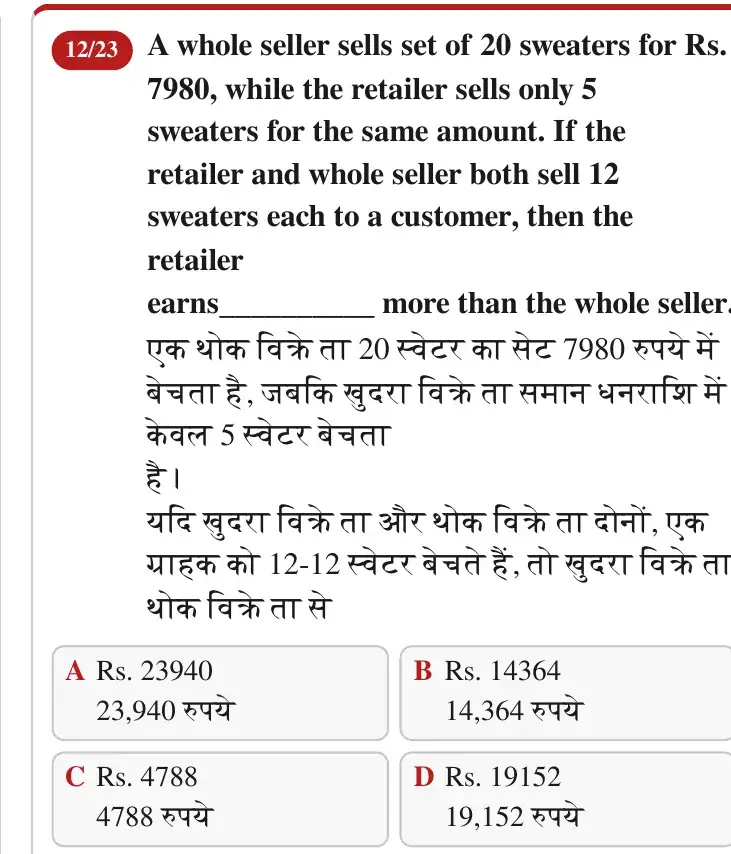 12/23 A whole seller sells set of 20 sweaters for Rs.
7980, while the retailer sells only 5
sweaters for the same amount. If the
retailer and whole seller both sell 12
sweaters each to a customer, then the
retailer
earns__________ more than the whole seller.
एक थोक विक्रे ता 20 स्वेटर का सेट 7980 रुपये में
बेचता है, जबकि खुदरा विक्रे ता समान धनराशि में
केवल 5 स्वेटर बेचता
है।
यदि खुदरा विक्रे ता और थोक विक्रे ता दोनों, एक
ग्राहक को 12-12 स्वेटर बेचते हैं, तो खुदरा विक्रे ता
थोक विक्रे ता से
A Rs. 23940
23,940 रुपये
B Rs. 14364
14,364 रुपये
C Rs. 4788
4788 रुपये
D Rs. 19152
19,152 रुपये